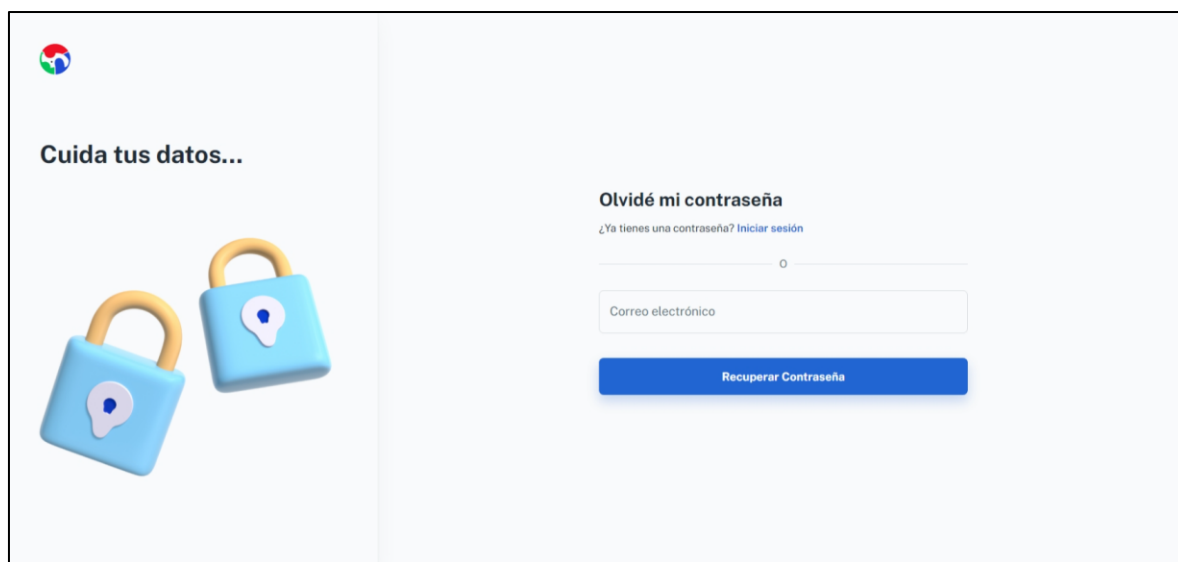 Cuida tus datos...
Olvidé mi contraseña
¿Ya tienes una contraseña? Iniciar sesión
O
Correo electrónico
Recuperar Contraseña